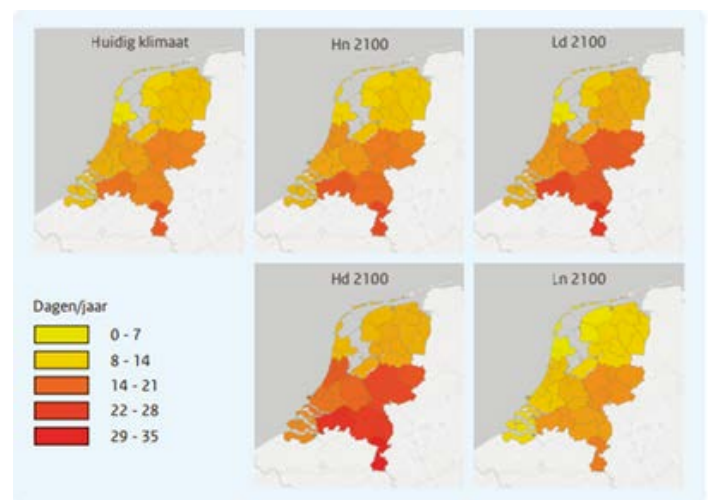 Huidig klimaat
Hn 2100
Ld 2100
Hd 2100
Ln 2100
Dagen/jaar
0 - 7
8 - 14
14 - 21
22 - 28
29 - 35